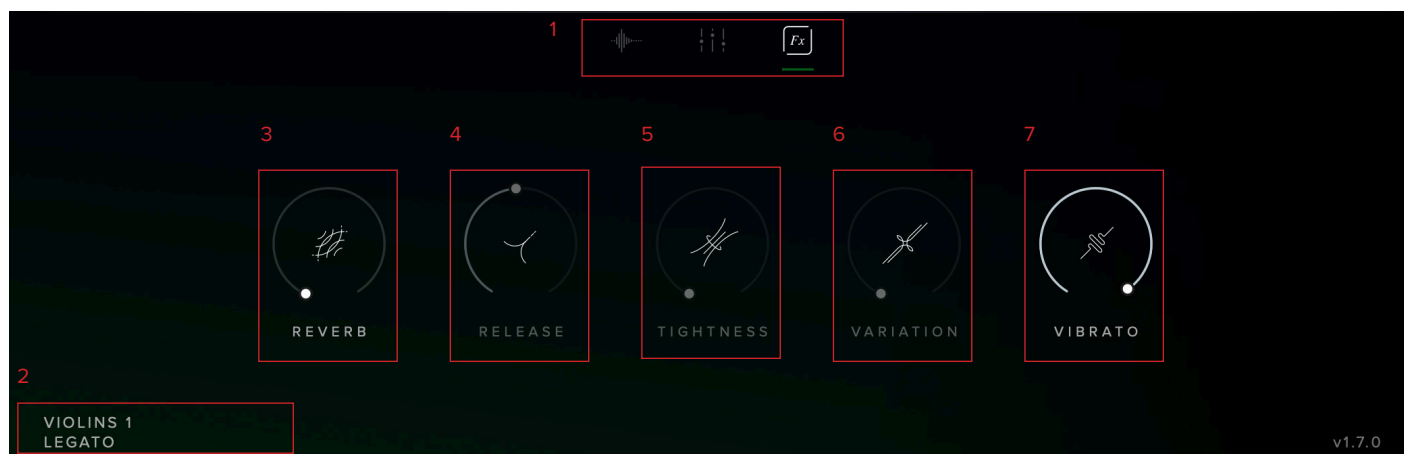 1
Fx
3
4
5
6
7
REVERB
RELEASE
TIGHTNESS
VARIATION
VIBRATO
2
VIOLINS 1
LEGATO
v1.7.0